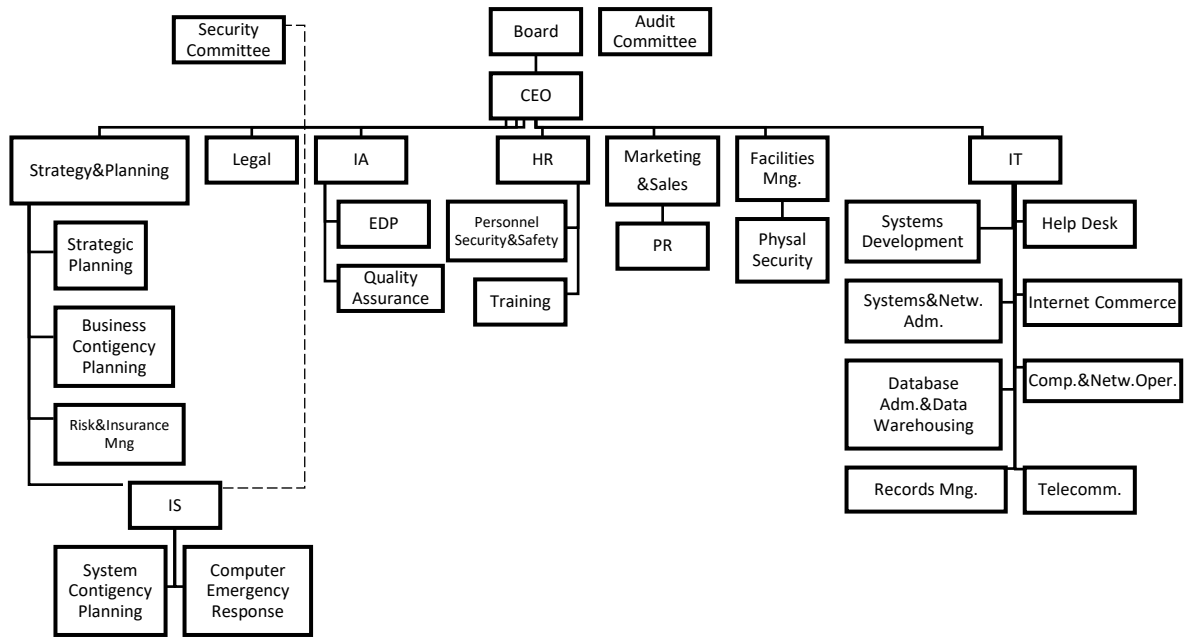 Security
Committee
Board
Audit
Committee
CEO
Strategy&Planning
Legal
IA
HR
Marketing
&Sales
Facilities
Mng.
IT
Strategic
Planning
Business
Contigency
Planning
Risk&Insurance
Mng
IS
System
Contigency
Planning
Computer
Emergency
Response
EDP
Quality
Assurance
Personnel
Security&Safety
Training
PR
Physal
Security
Systems
Development
Systems&Netw.
Adm.
Database
Adm.&Data
Warehousing
Records Mng.
Help Desk
Internet Commerce
Comp.&Netw.Oper.
Telecomm.